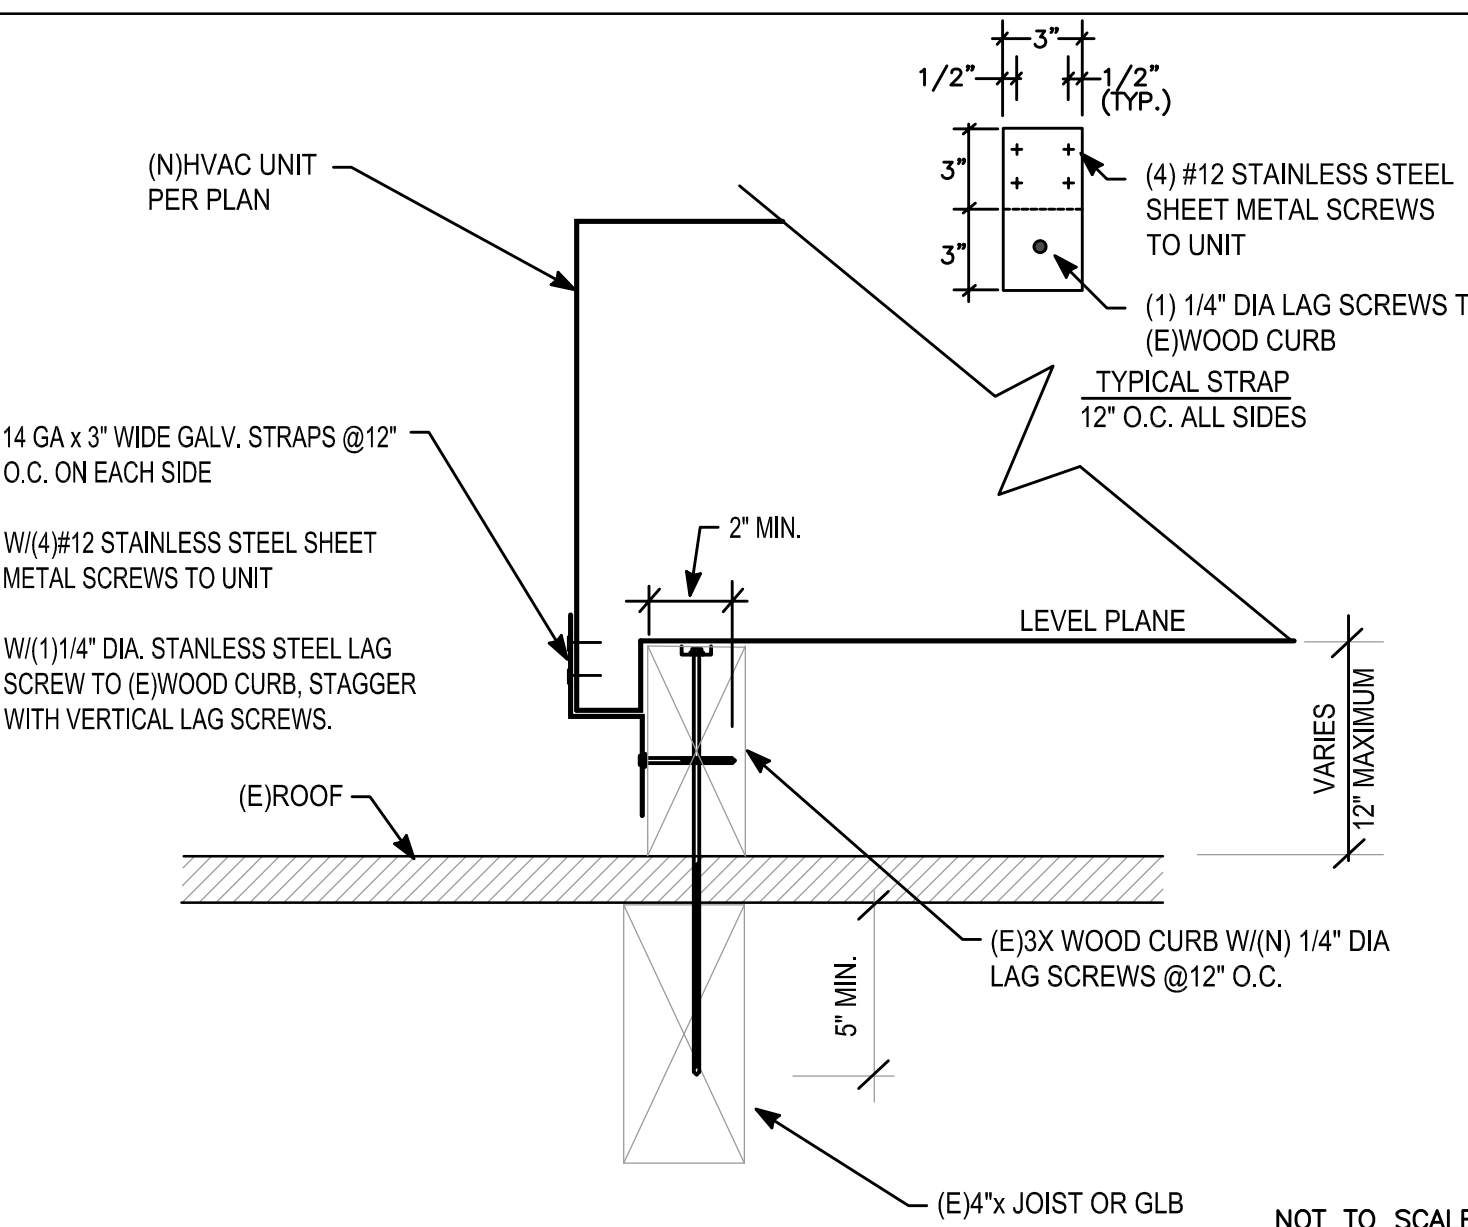 3"
1/2"
1/2"
(TYP.)
(N)HVAC UNIT
PER PLAN
3"
3"
(4) #12 STAINLESS STEEL
SHEET METAL SCREWS
TO UNIT
(1) 1/4" DIA LAG SCREWS T
(E)WOOD CURB
TYPICAL STRAP
12" O.C. ALL SIDES
14 GA x 3" WIDE GALV. STRAPS @12"
O.C. ON EACH SIDE
W/(4)#12 STAINLESS STEEL SHEET
METAL SCREWS TO UNIT
W/(1)1/4" DIA. STANLESS STEEL LAG
SCREW TO (E)WOOD CURB, STAGGER
WITH VERTICAL LAG SCREWS.
2" MIN.
LEVEL PLANE
VARIES
12" MAXIMUM
(E)ROOF
(E)3X WOOD CURB W/(N) 1/4" DIA
LAG SCREWS @12" O.C.
5" MIN.
(E)4"x JOIST OR GLB
NOT TO SCALE